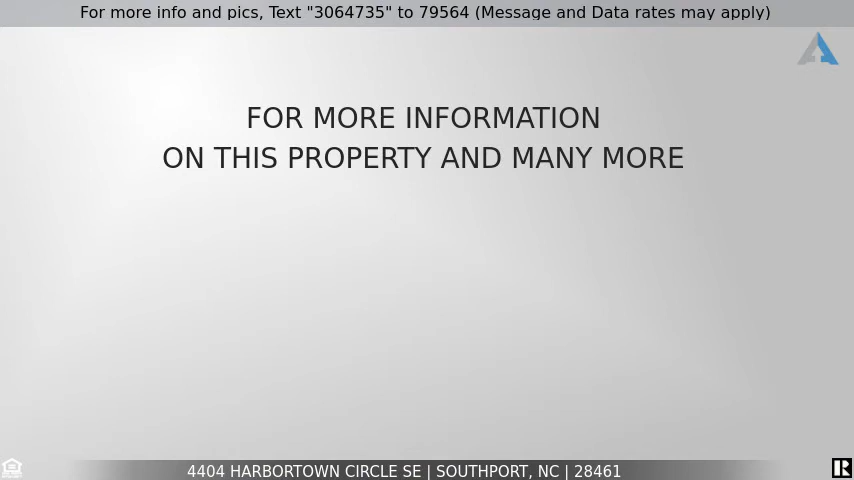 For more info and pics, Text "3064735" to 79564 (Message and Data rates may apply)
FOR MORE INFORMATION
ON THIS PROPERTY AND MANY MORE
4404 HARBORTOWN CIRCLE SE | SOUTHPORT, NC | 28461